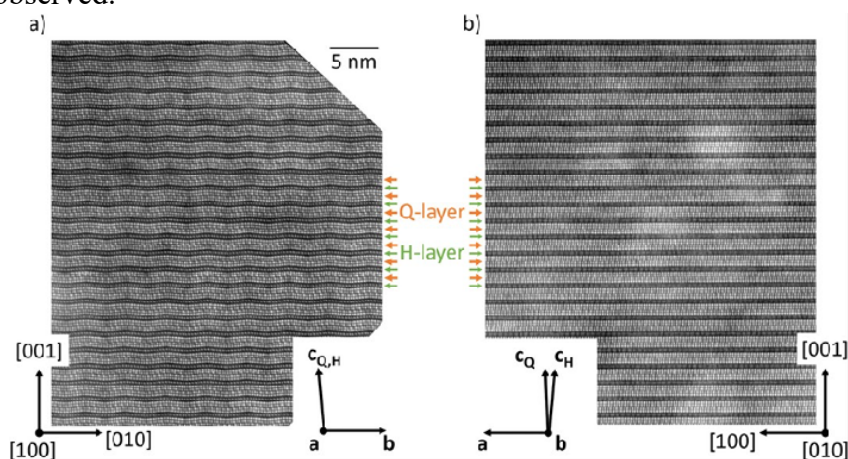 observed.
a)
5 nm
b)
Q-layer
H-layer
[001]
[100]
[010]
c_Q,H
a
b
c_Q
c_H
a
b
[001]
[100]
[010]